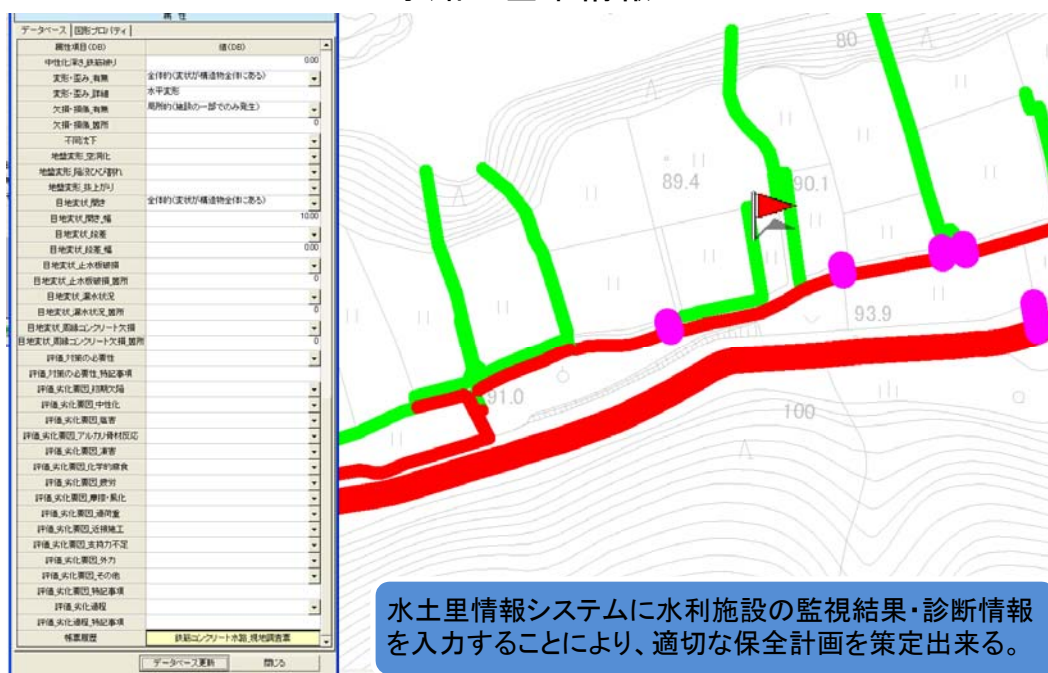 属性
データベース 図形プロパティ
属性項目(DB) 値(DB)
中性化深さ_鉄筋被り 0.00
変形・歪み_有無 全体的(変状が構造物全体にある)
変形・歪み_詳細 水平変形
欠損・損傷_有無 局所的(施設の一部でのみ発生)
欠損・損傷_箇所 0
不同沈下
地盤変形_空洞化
地盤変形_陥没ひび割れ
地盤変形_抜上がり
目地変状_開き 全体的(変状が構造物全体にある)
目地変状_開き_幅 10.00
目地変状_段差
目地変状_段差_幅 0.00
目地変状_止水板破損
目地変状_止水板破損_箇所 0
目地変状_漏水状況
目地変状_漏水状況_箇所 0
目地変状_周縁コンクリート欠損
目地変状_周縁コンクリート欠損_箇所 0
評価_対策の必要性
評価_対策の必要性_特記事項
評価_劣化要因_初期欠陥
評価_劣化要因_中性化
評価_劣化要因_塩害
評価_劣化要因_アルカリ骨材反応
評価_劣化要因_凍害
評価_劣化要因_化学的腐食
評価_劣化要因_疲労
評価_劣化要因_摩耗・風化
評価_劣化要因_過荷重
評価_劣化要因_近接施工
評価_劣化要因_支持力不足
評価_劣化要因_外力
評価_劣化要因_その他
評価_劣化要因_特記事項
評価_劣化過程
評価_劣化過程_特記事項
帳票履歴 鉄筋コンクリート水路_現地調査票
データベース更新 閉じる
80
89.4
90.1
93.9
91.0
100
水土里情報システムに水利施設の監視結果・診断情報
を入力することにより、適切な保全計画を策定出来る。